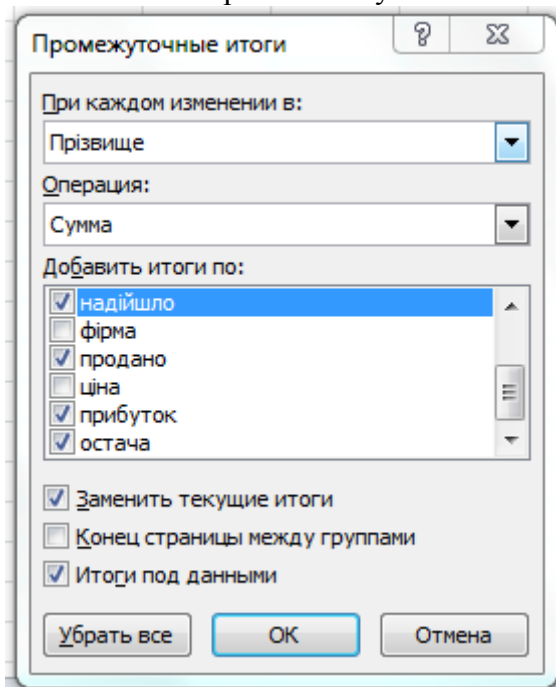 Промежуточные итоги
При каждом изменении в:
Прізвище
Операция:
Сумма
Добавить итоги по:
надійшло
фірма
продано
ціна
прибуток
остача
Заменить текущие итоги
Конец страницы между группами
Итоги под данными
Убрать все ОК Отмена